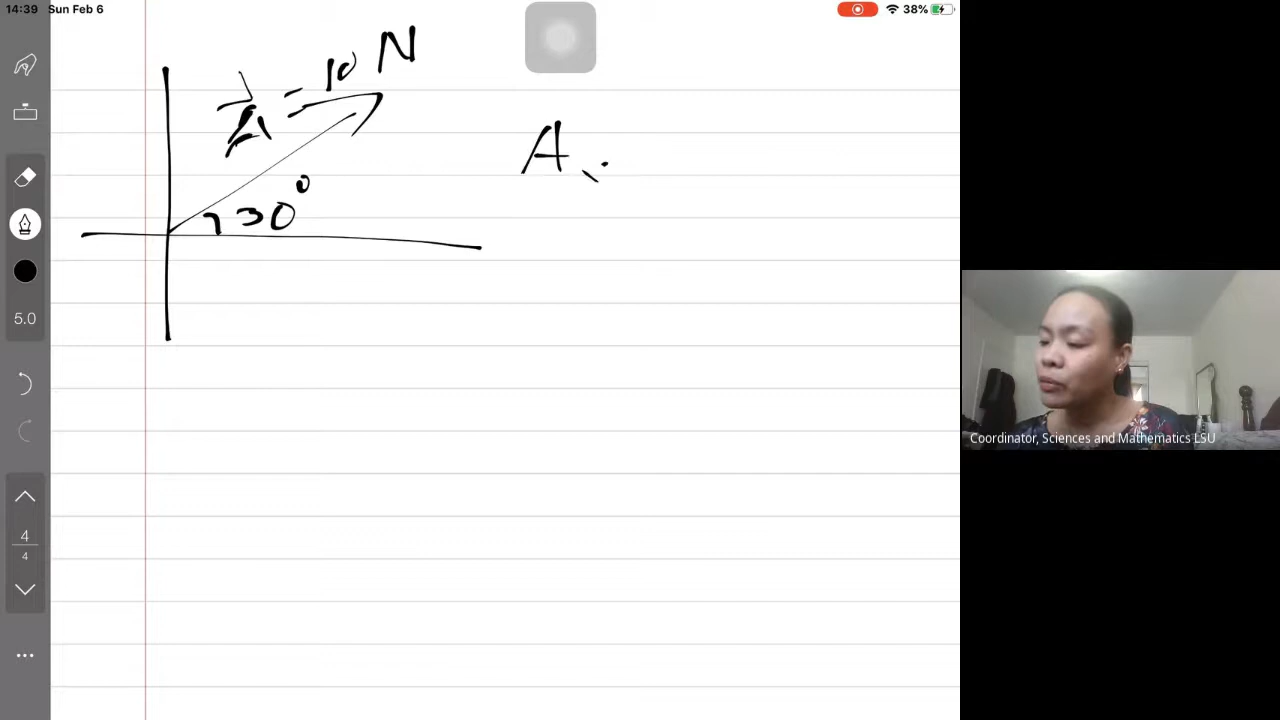 14:39 Sun Feb 6
38%
A⃗ = 10 N
A
30°
5.0
4
4
Coordinator, Sciences and Mathematics LSU